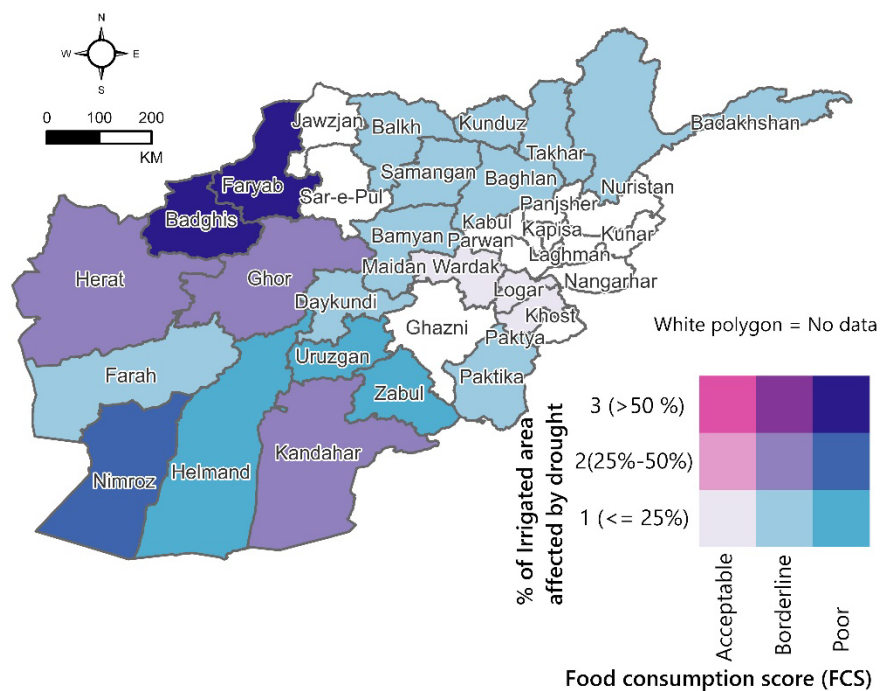 N
W E
S
0 100 200
KM
Jawzjan
Balkh
Kunduz
Badakhshan
Takhar
Faryab
Samangan
Baghlan
Nuristan
Sar-e-Pul
Panjsher
Badghis
Kabul
Kapisa
Kunar
Parwan
Bamyan
Laghman
Herat
Ghor
Maidan Wardak
Nangarhar
Logar
Daykundi
Khost
Ghazni
White polygon = No data
Paktya
Uruzgan
Farah
Paktika
Zabul
Kandahar
Nimroz
Helmand
% of Irrigated area
affected by drought
3 (>50 %)
2(25%-50%)
1 (<= 25%)
Acceptable
Borderline
Poor
Food consumption score (FCS)